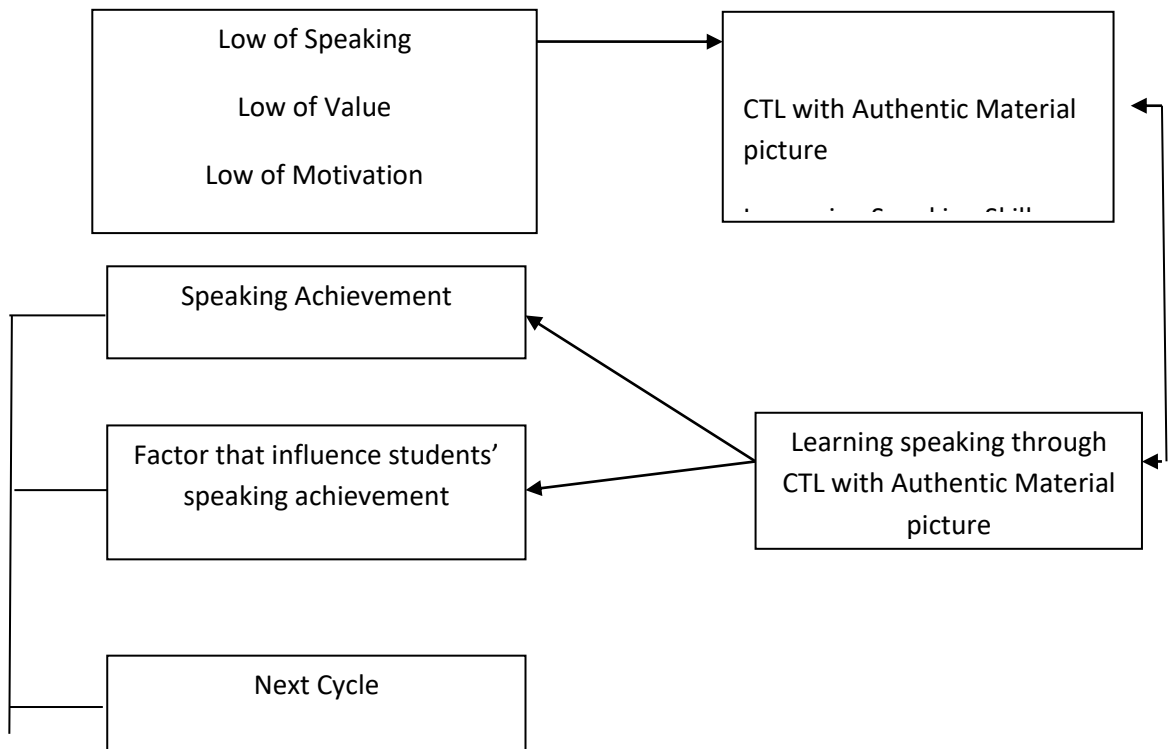 Low of Speaking
Low of Value
Low of Motivation
CTL with Authentic Material
picture
Speaking Achievement
Factor that influence students’
speaking achievement
Learning speaking through
CTL with Authentic Material
picture
Next Cycle